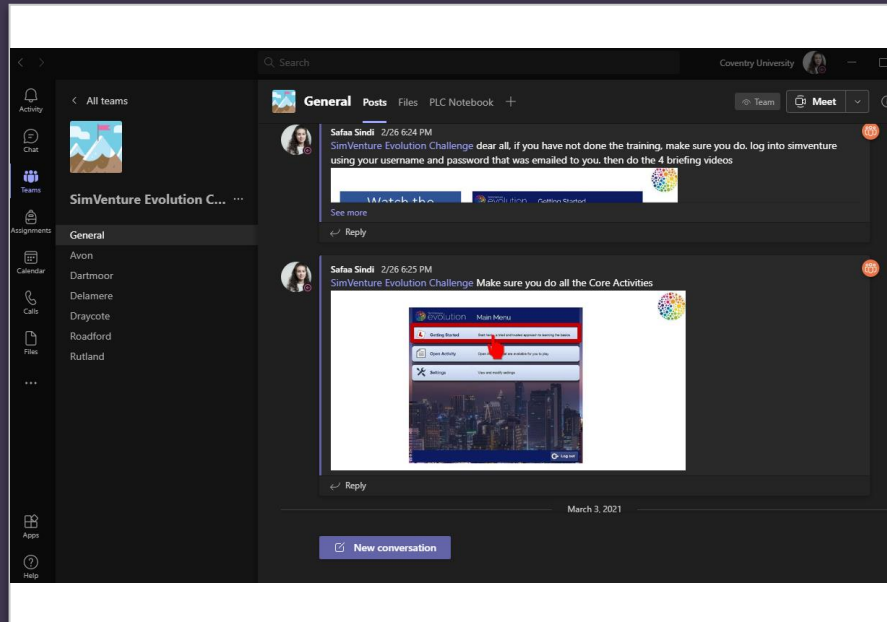 Search
Coventry University
Activity
Chat
Teams
Assignments
Calendar
Calls
Files
Apps
Help
All teams
SimVenture Evolution C... ...
General
Avon
Dartmoor
Delamere
Draycote
Roadford
Rutland
General Posts Files PLC Notebook
Team
Meet
Safaa Sindi 2/26 6:24 PM
SimVenture Evolution Challenge dear all, if you have not done the training, make sure you do. log into simventure
using your username and password that was emailed to you. then do the 4 briefing videos
Watch the
evolution Getting Started
See more
Reply
Safaa Sindi 2/26 6:25 PM
SimVenture Evolution Challenge Make sure you do all the Core Activities
evolution Main Menu
Getting Started
Open Activity
Settings View and modify settings
Log out
Reply
March 3, 2021
New conversation